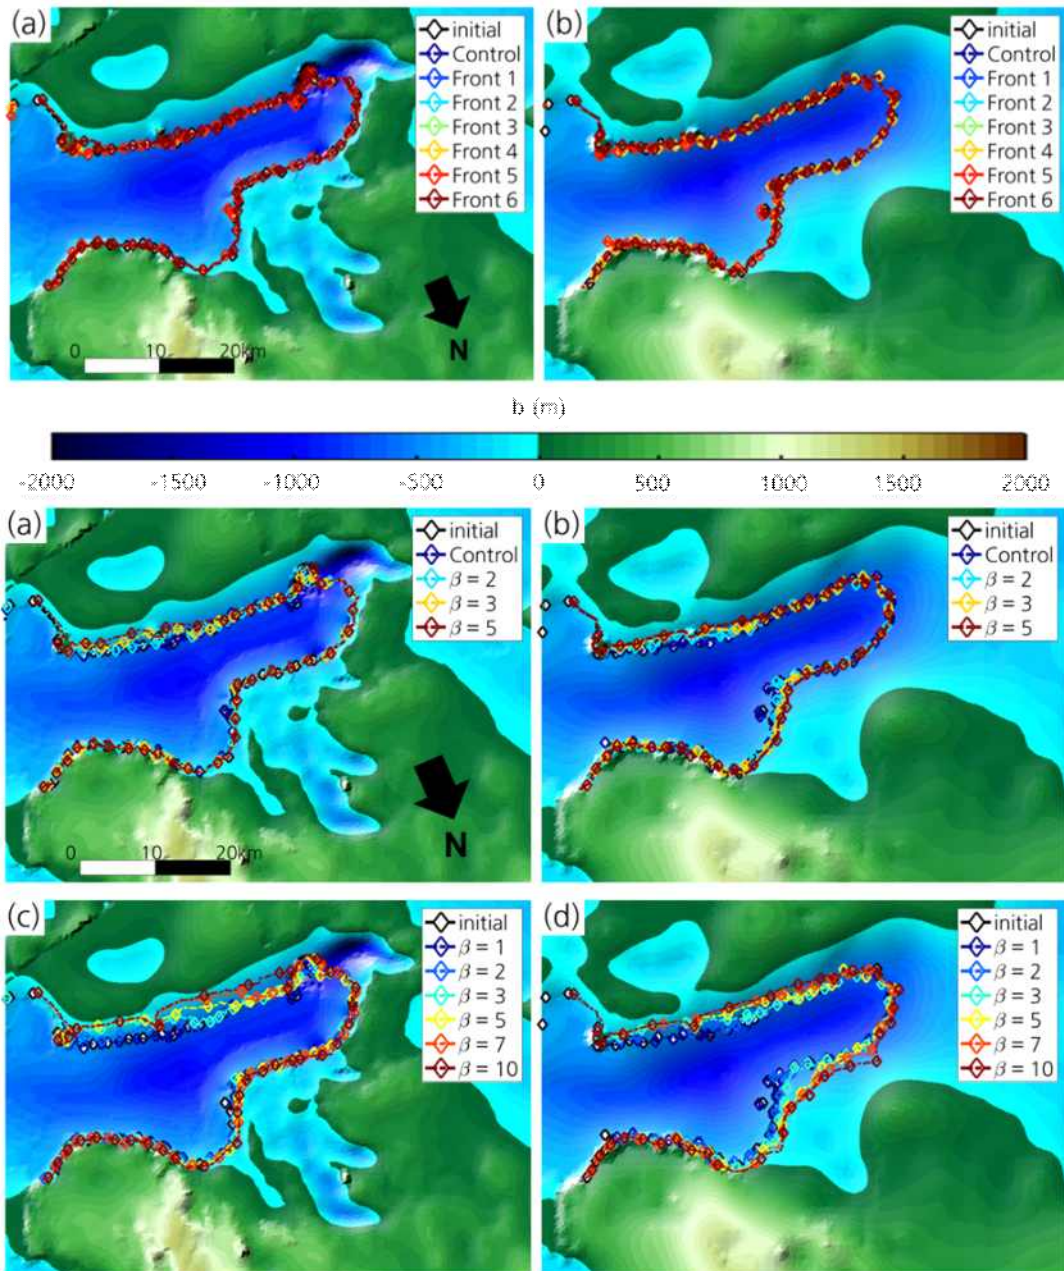 (a)
initial
Control
Front 1
Front 2
Front 3
Front 4
Front 5
Front 6
0 10 20km
N
(b)
initial
Control
Front 1
Front 2
Front 3
Front 4
Front 5
Front 6
b (m)
-2000 -1500 -1000 -500 0 500 1000 1500 2000
(a)
initial
Control
β = 2
β = 3
β = 5
0 10 20km
N
(b)
initial
Control
β = 2
β = 3
β = 5
(c)
initial
β = 1
β = 2
β = 3
β = 5
β = 7
β = 10
(d)
initial
β = 1
β = 2
β = 3
β = 5
β = 7
β = 10